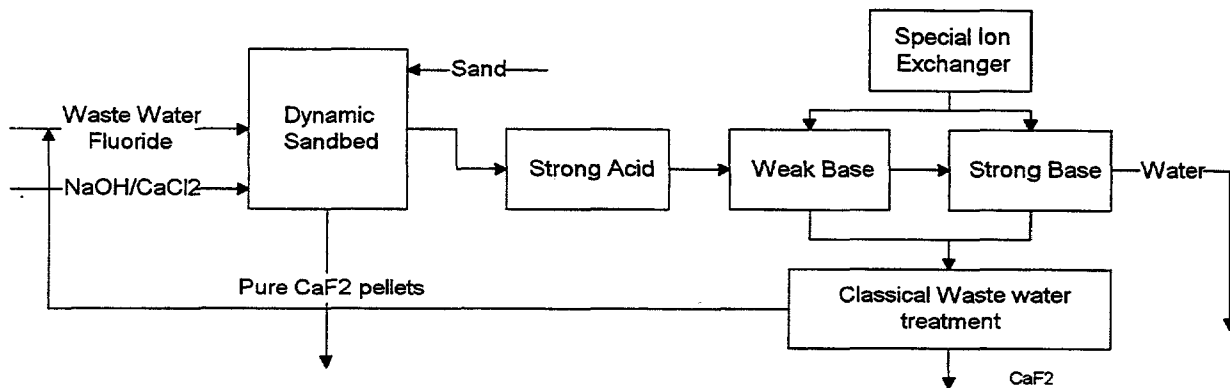 Special Ion
Exchanger
Sand
Waste Water
Fluoride
Dynamic
Sandbed
NaOH/CaCl2
Strong Acid
Weak Base
Strong Base
Water
Pure CaF2 pellets
Classical Waste water
treatment
CaF2